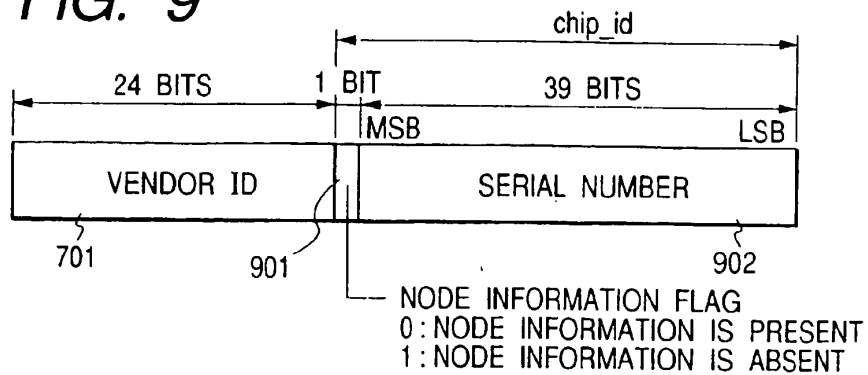 FIG. 9
chip_id
24 BITS 1 BIT 39 BITS
MSB LSB
VENDOR ID SERIAL NUMBER
701 901 902
NODE INFORMATION FLAG
0:NODE INFORMATION IS PRESENT
1:NODE INFORMATION IS ABSENT